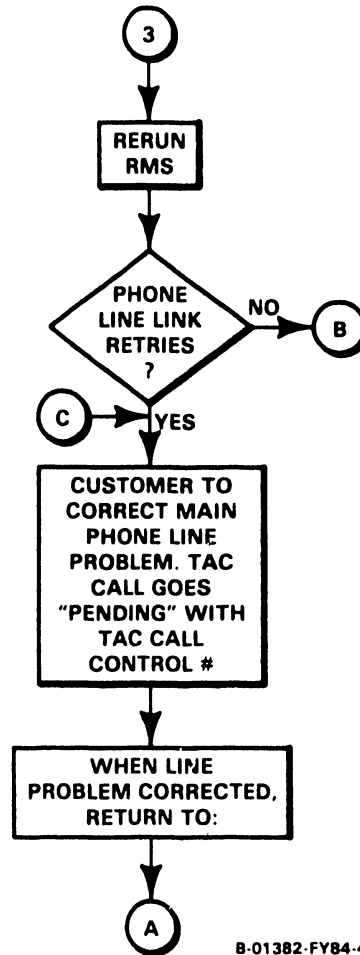 3
RERUN
RMS
PHONE
LINE LINK
RETRIES
?
NO
B
C
YES
CUSTOMER TO
CORRECT MAIN
PHONE LINE
PROBLEM. TAC
CALL GOES
"PENDING" WITH
TAC CALL
CONTROL #
WHEN LINE
PROBLEM CORRECTED,
RETURN TO:
A
B-01382-FY84-4